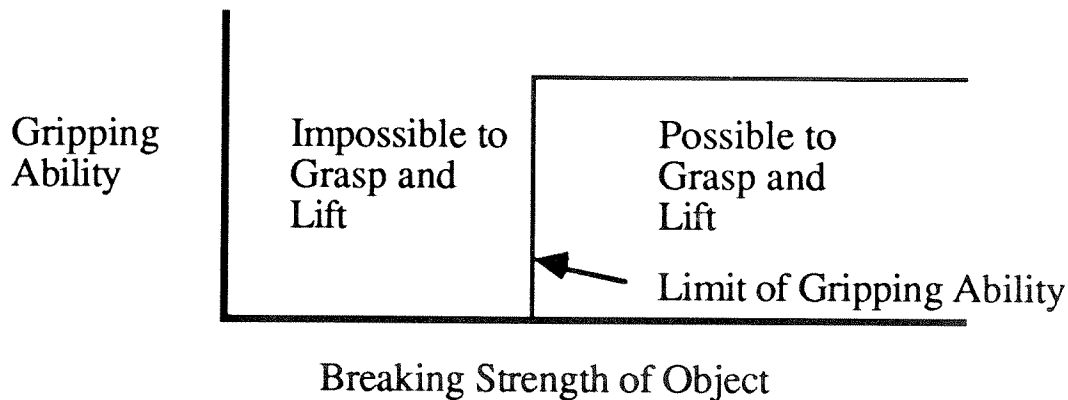 Gripping
Ability
Impossible to
Grasp and
Lift
Possible to
Grasp and
Lift
Limit of Gripping Ability
Breaking Strength of Object